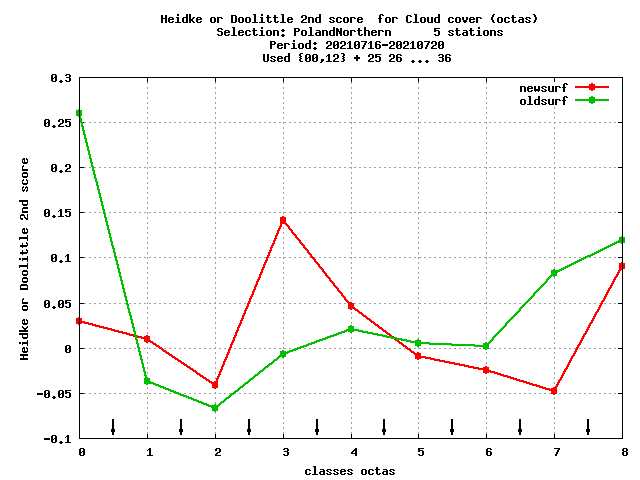 Heidke or Doolittle 2nd score  for Cloud cover (octas)
Selection: PolandNorthern      5 stations
Period: 20210716-20210720
Used {00,12} + 25 26 ... 36
newsurf
oldsurf
0.3
0.25
0.2
0.15
0.1
0.05
0
-0.05
-0.1
Heidke or Doolittle 2nd score
0 1 2 3 4 5 6 7 8
classes octas